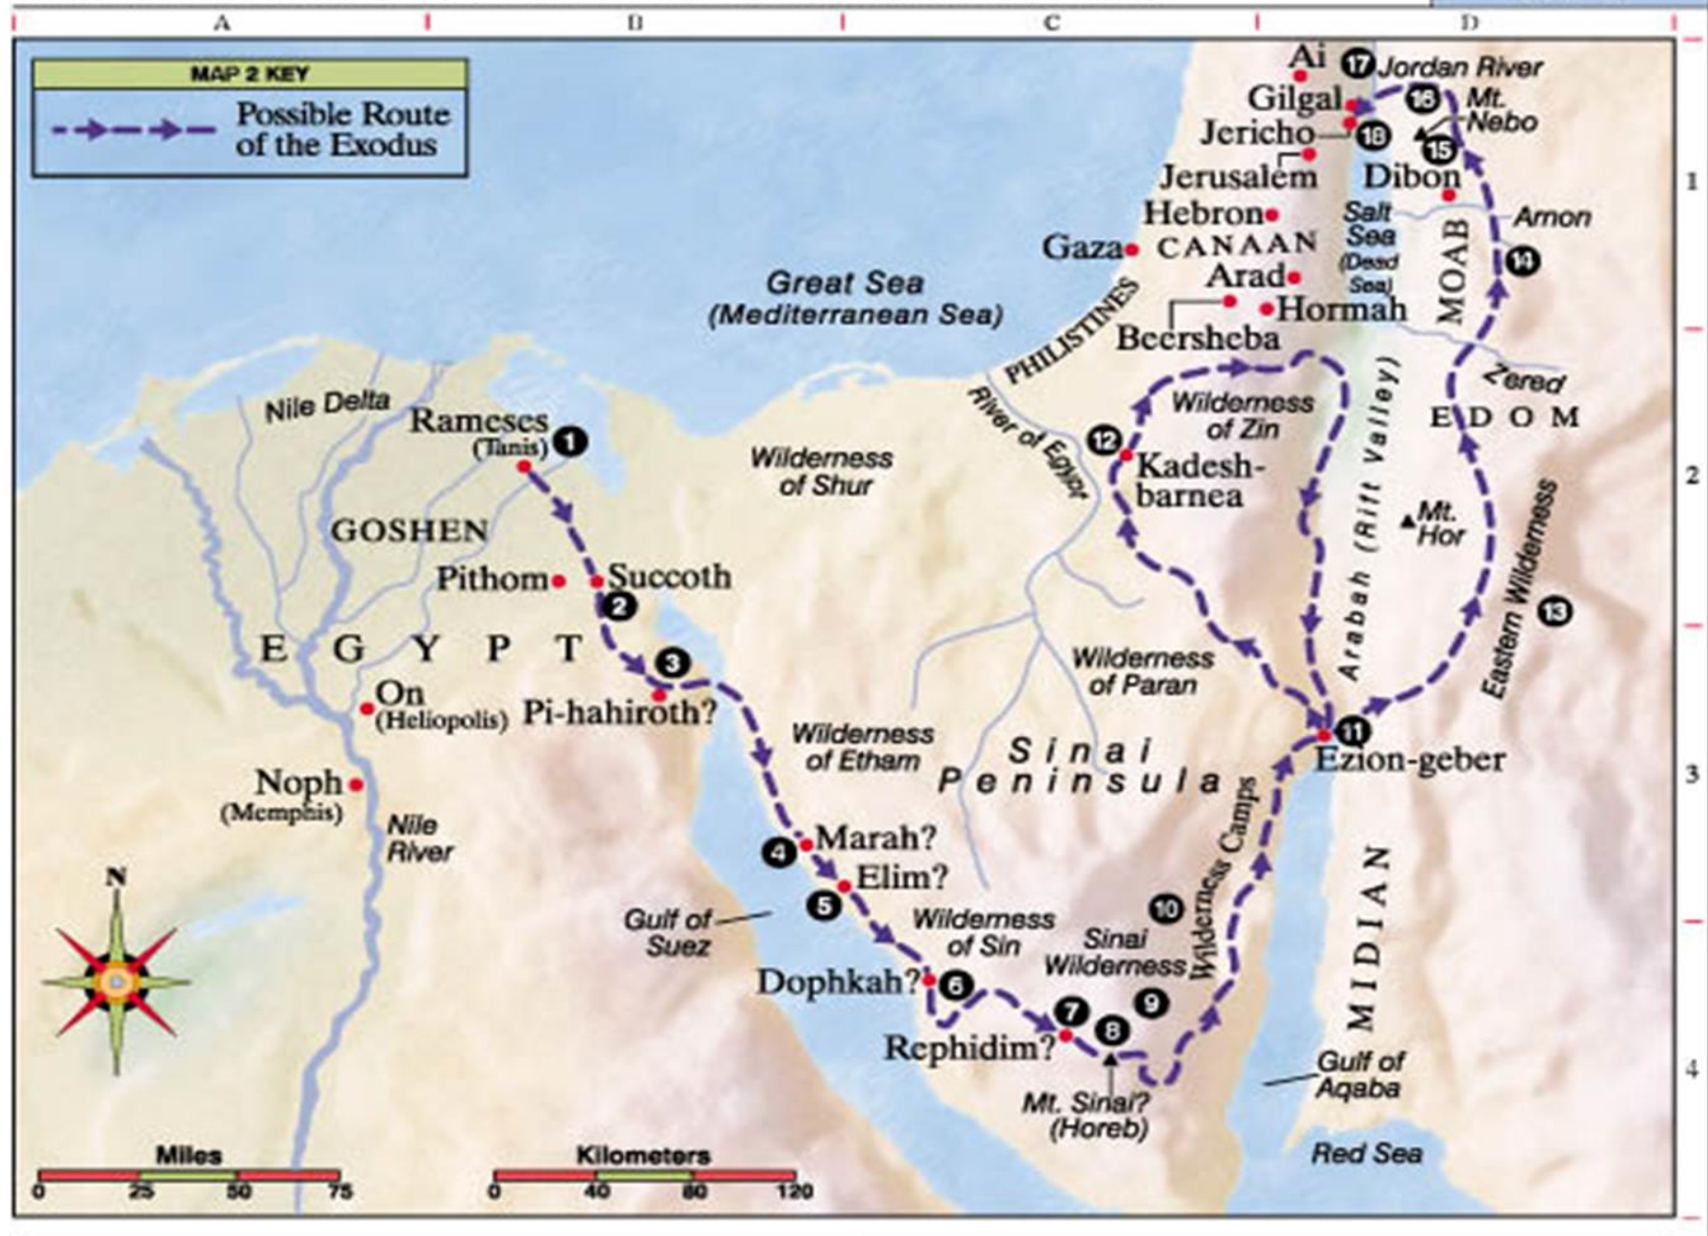 A B C D
MAP 2 KEY
Possible Route
of the Exodus
Ai
17
Jordan River
Gilgal
16
Mt.
Nebo
Jericho
18
15
Jerusalem
Dibon
1
Hebron
Salt
Sea
(Dead
Sea)
Arnon
Gaza
CANAAN
MOAB
14
Arad
Great Sea
(Mediterranean Sea)
Hormah
PHILISTINES
Beersheba
Zered
Nile Delta
River of Egypt
Wilderness
of Zin
Arabah (Rift Valley)
EDOM
Rameses
(Tanis)
1
12
Wilderness
of Shur
Kadesh-
barnea
2
GOSHEN
Mt.
Hor
Eastern Wilderness
Pithom
Succoth
2
13
EGYPT
3
Wilderness
of Paran
On
(Heliopolis)
Pi-hahiroth?
Wilderness
of Etham
Sinai
Peninsula
11
Ezion-geber
Noph
(Memphis)
3
Nile
River
Marah?
4
Wilderness Camps
MIDIAN
N
Elim?
5
Gulf of
Suez
Wilderness
of Sin
10
Sinai
Wilderness
Dophkah?
6
7
8
9
Rephidim?
Gulf of
Aqaba
4
Mt. Sinai?
(Horeb)
Red Sea
Miles
0 25 50 75
Kilometers
0 40 80 120